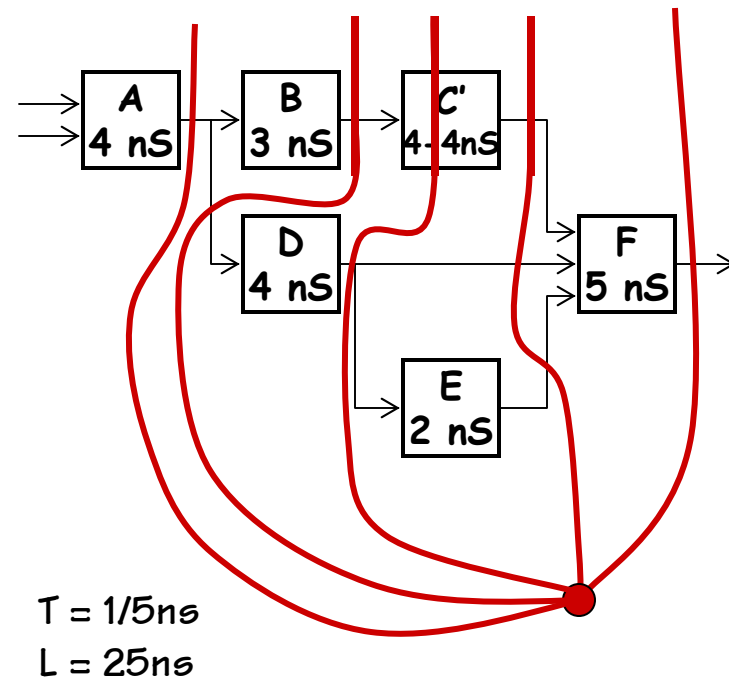 A
4 nS
B
3 nS
C'
4-4nS
D
4 nS
F
5 nS
E
2 nS
T = 1/5ns
L = 25ns